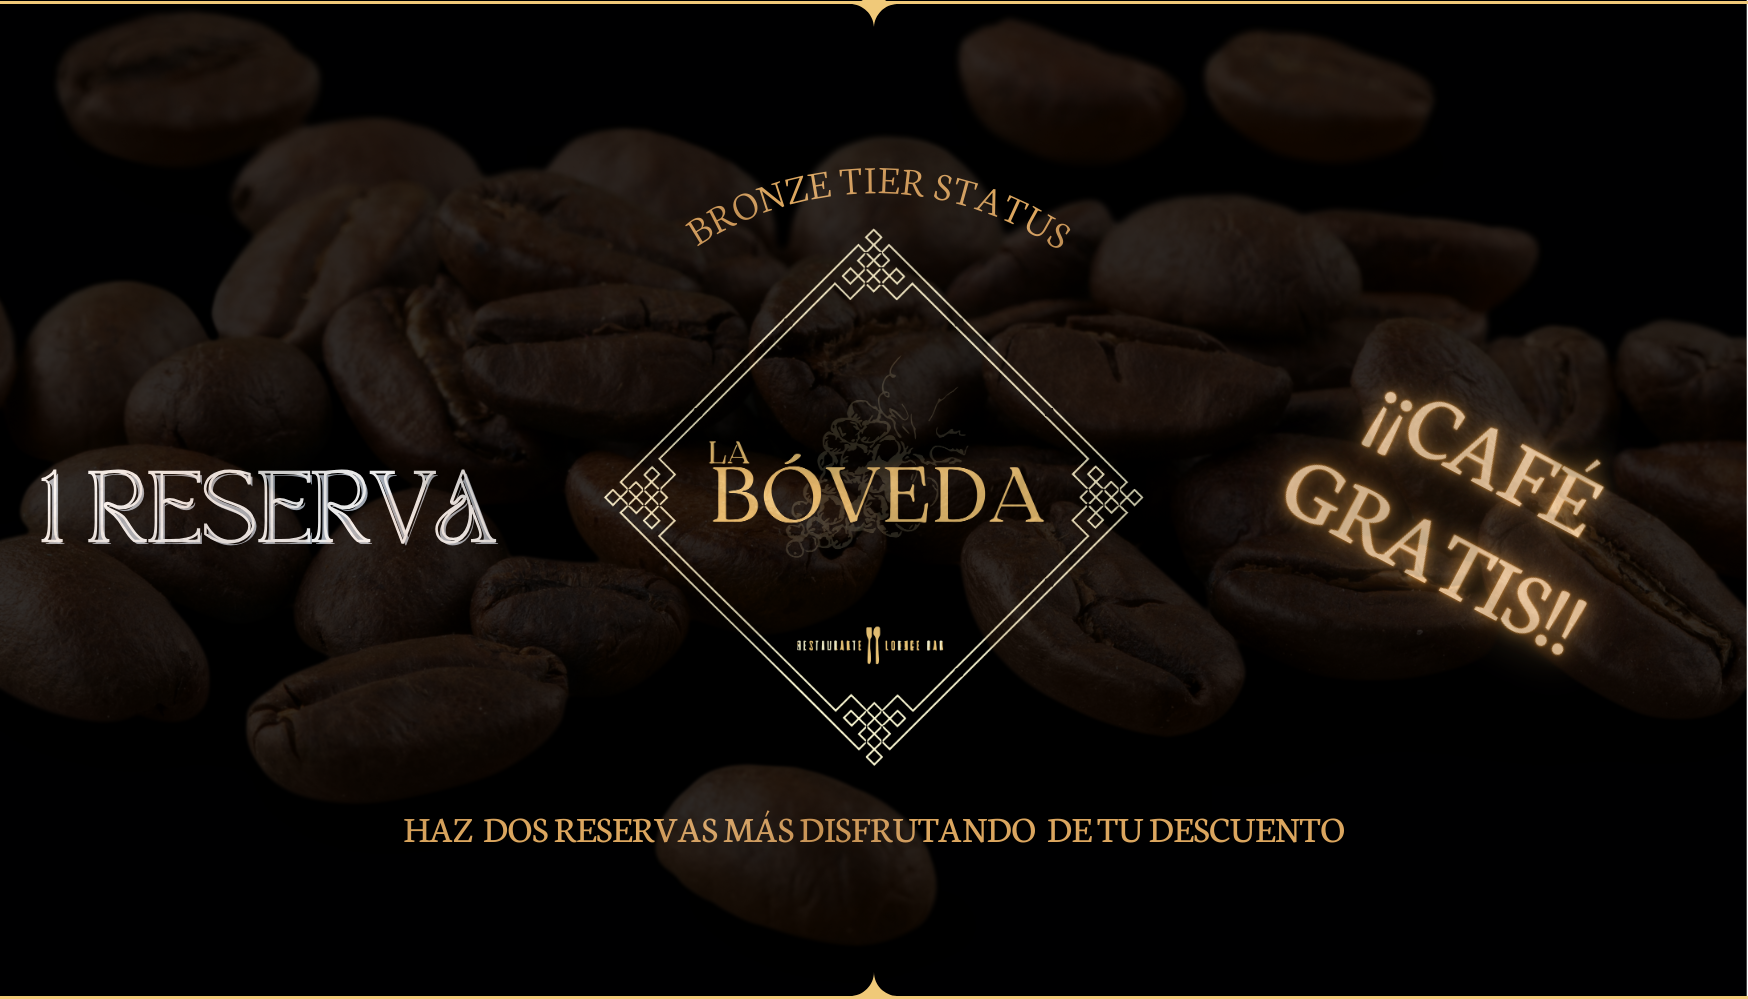 BRONZE TIER STATUS
1 RESERVA
LA
BÓVEDA
RESTAURANTE LOUNGE BAR
¡¡CAFÉ
GRATIS!!
HAZ DOS RESERVAS MÁS DISFRUTANDO DE TU DESCUENTO